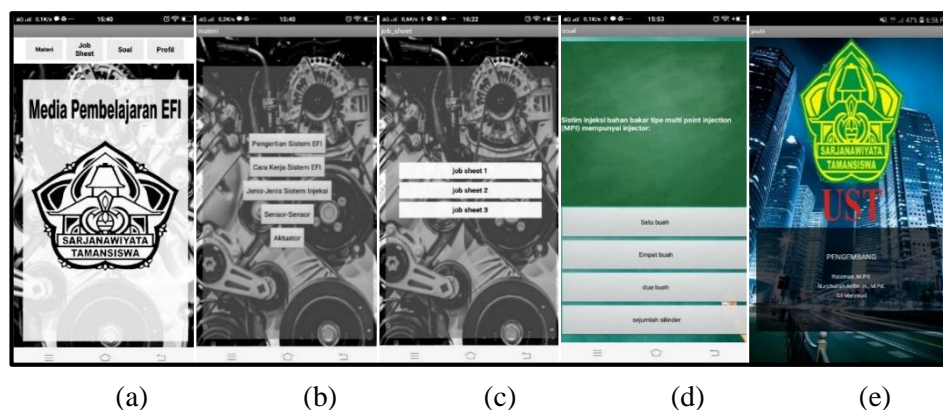 15:40
Materi
Job
Sheet
Soal
Profil
Media Pembelajaran EFI
SARJANAWIYATA
TAMANSISWA
15:40
materi
Pengertian Sistem EFI
Cara Kerja Sistem EFI
Jenis-Jenis Sistem Injeksi
Sensor-Sensor
Aktuator
16:22
job_sheet
job sheet 1
job sheet 2
job sheet 3
15:53
soal
Sistim injeksi bahan bakar tipe multi point injection
(MPI) mempunyai injector:
Satu buah
Empat buah
dua buah
sejumlah silinder
47% 6:56 P
SARJANAWIYATA
TAMANSISWA
UST
PENGEMBANG
(a) (b) (c) (d) (e)